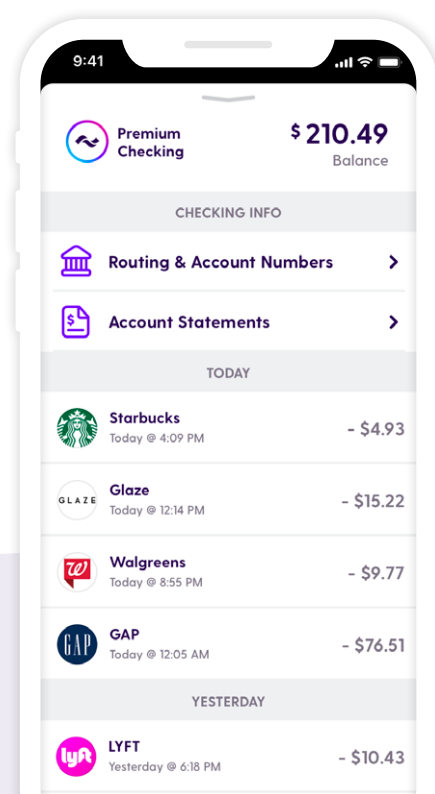 9:41
Premium
Checking
$210.49
Balance
CHECKING INFO
Routing & Account Numbers
Account Statements
TODAY
Starbucks
Today @ 4:09 PM
- $4.93
GLAZE
Glaze
Today @ 12:14 PM
- $15.22
W
Walgreens
Today @ 8:55 PM
- $9.77
GAP
GAP
Today @ 12:05 AM
- $76.51
YESTERDAY
lyft
LYFT
Yesterday @ 6:18 PM
- $10.43